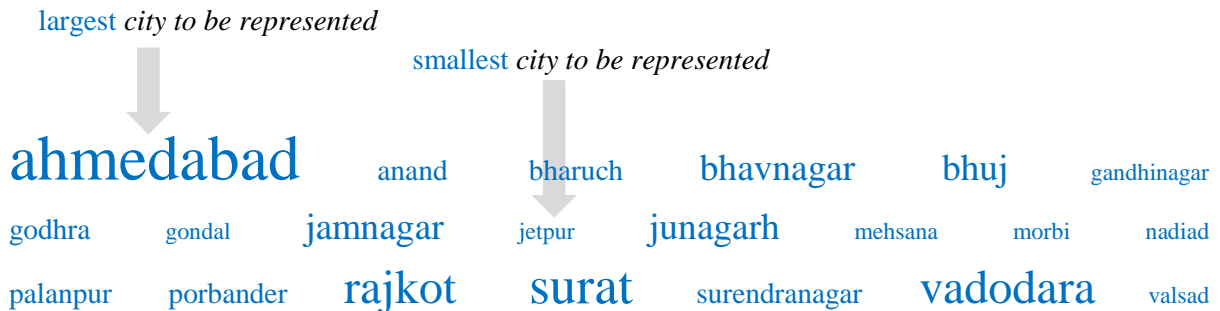 largest city to be represented
smallest city to be represented
ahmedabad anand bharuch bhavnagar bhuj gandhinagar
godhra gondal jamnagar jetpur junagarh mehsana morbi nadiad
palanpur porbander rajkot surat surendranagar vadodara valsad